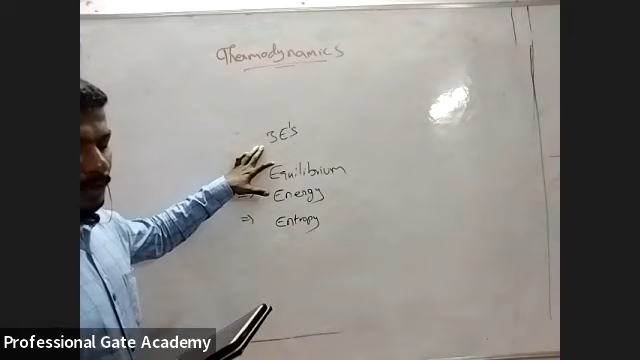 Thermodynamics
3 E's
Equilibrium
⇒ Energy
⇒ Entropy
Professional Gate Academy